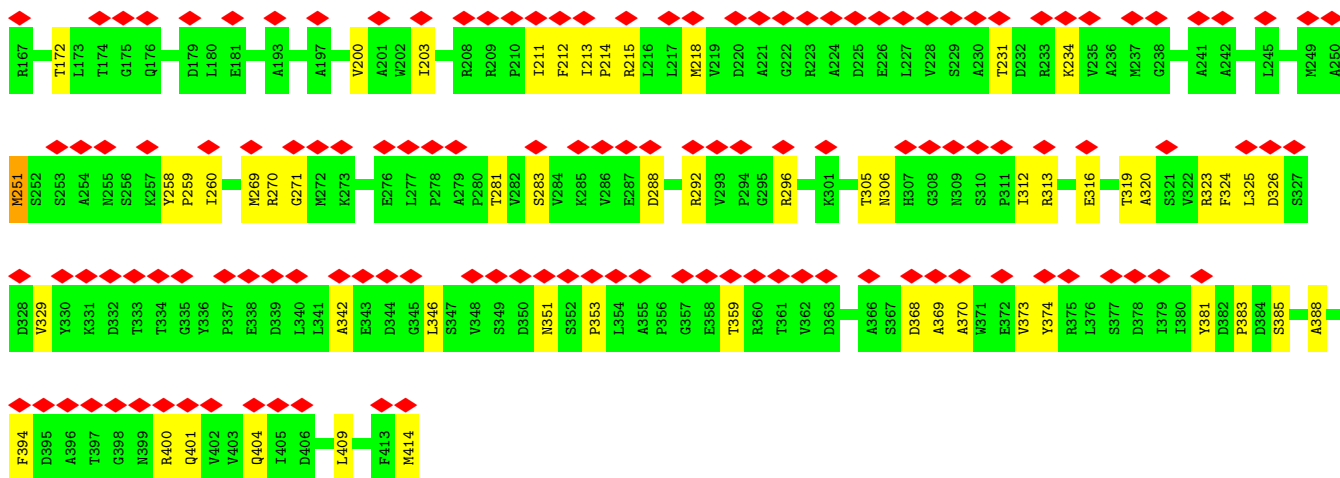 R167 T172 L173 T174 G175 Q176 D179 L180 E181 A193 A197 V200 A201 W202 I203 R208 R209 P210 I211 F212 I213 P214 R215 L216 L217 M218 V219 D220 A221 G222 R223 A224 D225 E226 L227 V228 S229 A230 T231 D232 R233 K234 V235 A236 M237 G238 A241 A242 L245 M249 A250
M251 S252 S253 A254 N255 S256 K257 Y258 P259 I260 M269 R270 G271 M272 K273 E276 L277 P278 A279 P280 T281 V282 S283 V284 K285 V286 E287 D288 R292 V293 P294 G295 R296 K301 T305 N306 H307 G308 N309 S310 P311 I312 R313 E316 T319 A320 S321 V322 R323 F324 L325 D326 S327
D328 V329 Y330 K331 D332 T333 T334 G335 Y336 P337 E338 D339 L340 L341 A342 E343 D344 G345 L346 S347 V348 S349 D350 N351 S352 P353 L354 A355 P356 G357 E358 T359 R360 T361 V362 D363 A366 S367 D368 A369 A370 W371 E372 V373 Y374 R375 L376 S377 D378 I379 I380 Y381 D382 P383 D384 S385 A388
F394 D395 A396 T397 G398 N399 R400 Q401 V402 V403 Q404 I405 D406 L409 F413 M414